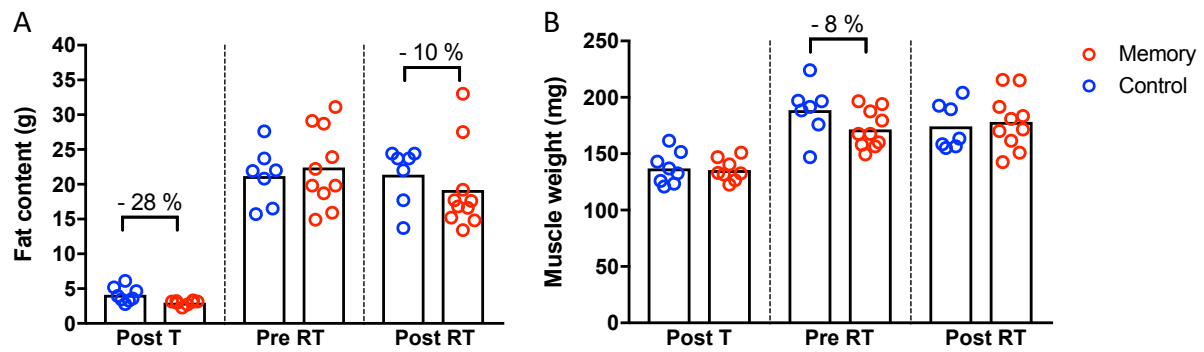 A
Fat content (g)
40
35
30
25
20
15
10
5
0
- 28 %
- 10 %
Post T
Pre RT
Post RT
B
Muscle weight (mg)
250
200
150
100
50
0
- 8 %
Post T
Pre RT
Post RT
Memory
Control